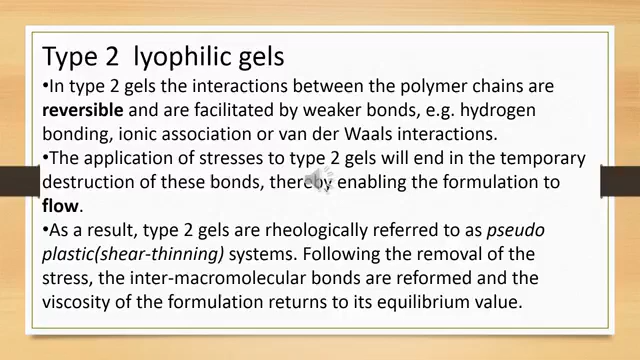 Type 2 lyophilic gels
•In type 2 gels the interactions between the polymer chains are
reversible and are facilitated by weaker bonds, e.g. hydrogen
bonding, ionic association or van der Waals interactions.
•The application of stresses to type 2 gels will end in the temporary
destruction of these bonds, thereby enabling the formulation to
flow.
•As a result, type 2 gels are rheologically referred to as pseudo
plastic(shear-thinning) systems. Following the removal of the
stress, the inter-macromolecular bonds are reformed and the
viscosity of the formulation returns to its equilibrium value.